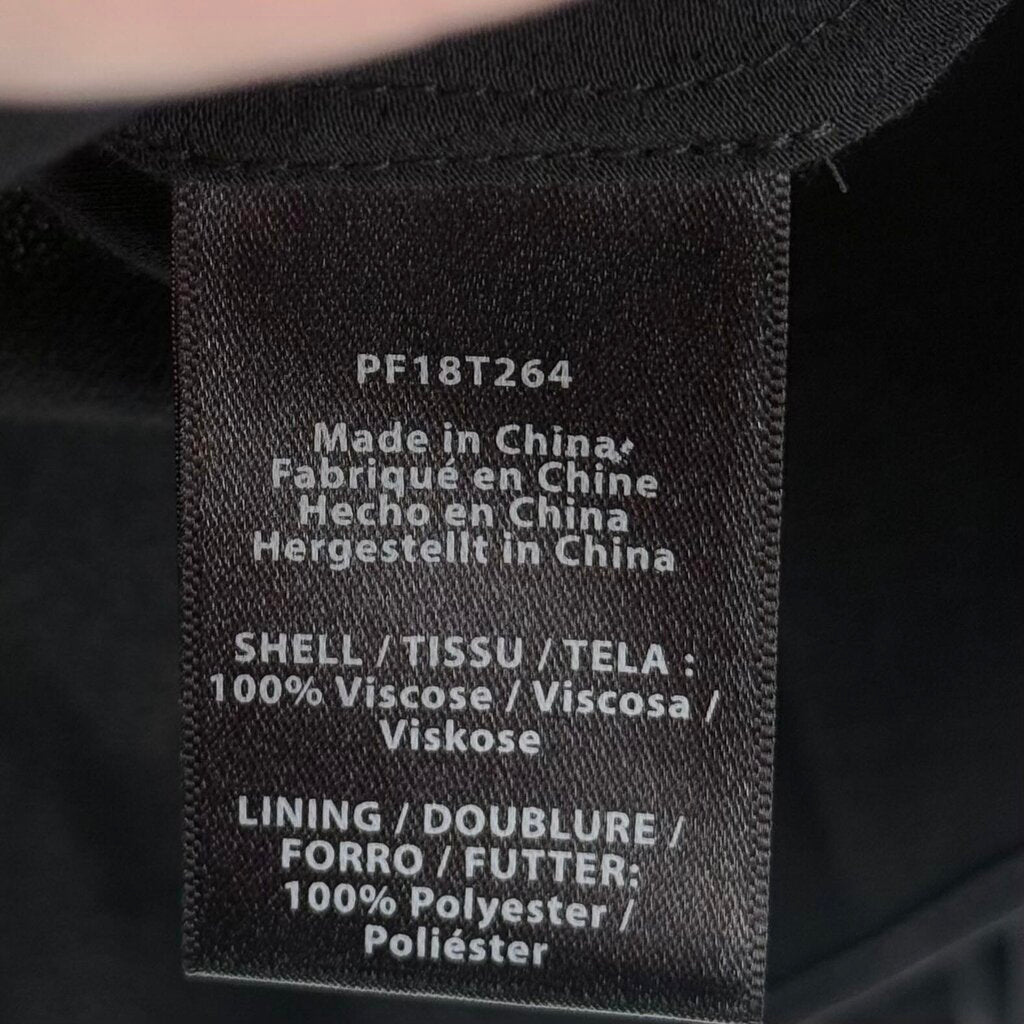 PF18T264
Made in China
Fabriqué en Chine
Hecho en China
Hergestellt in China
SHELL / TISSU / TELA :
100% Viscose / Viscosa /
Viskose
LINING / DOUBLURE /
FORRO / FUTTER:
100% Polyester /
Poliéster